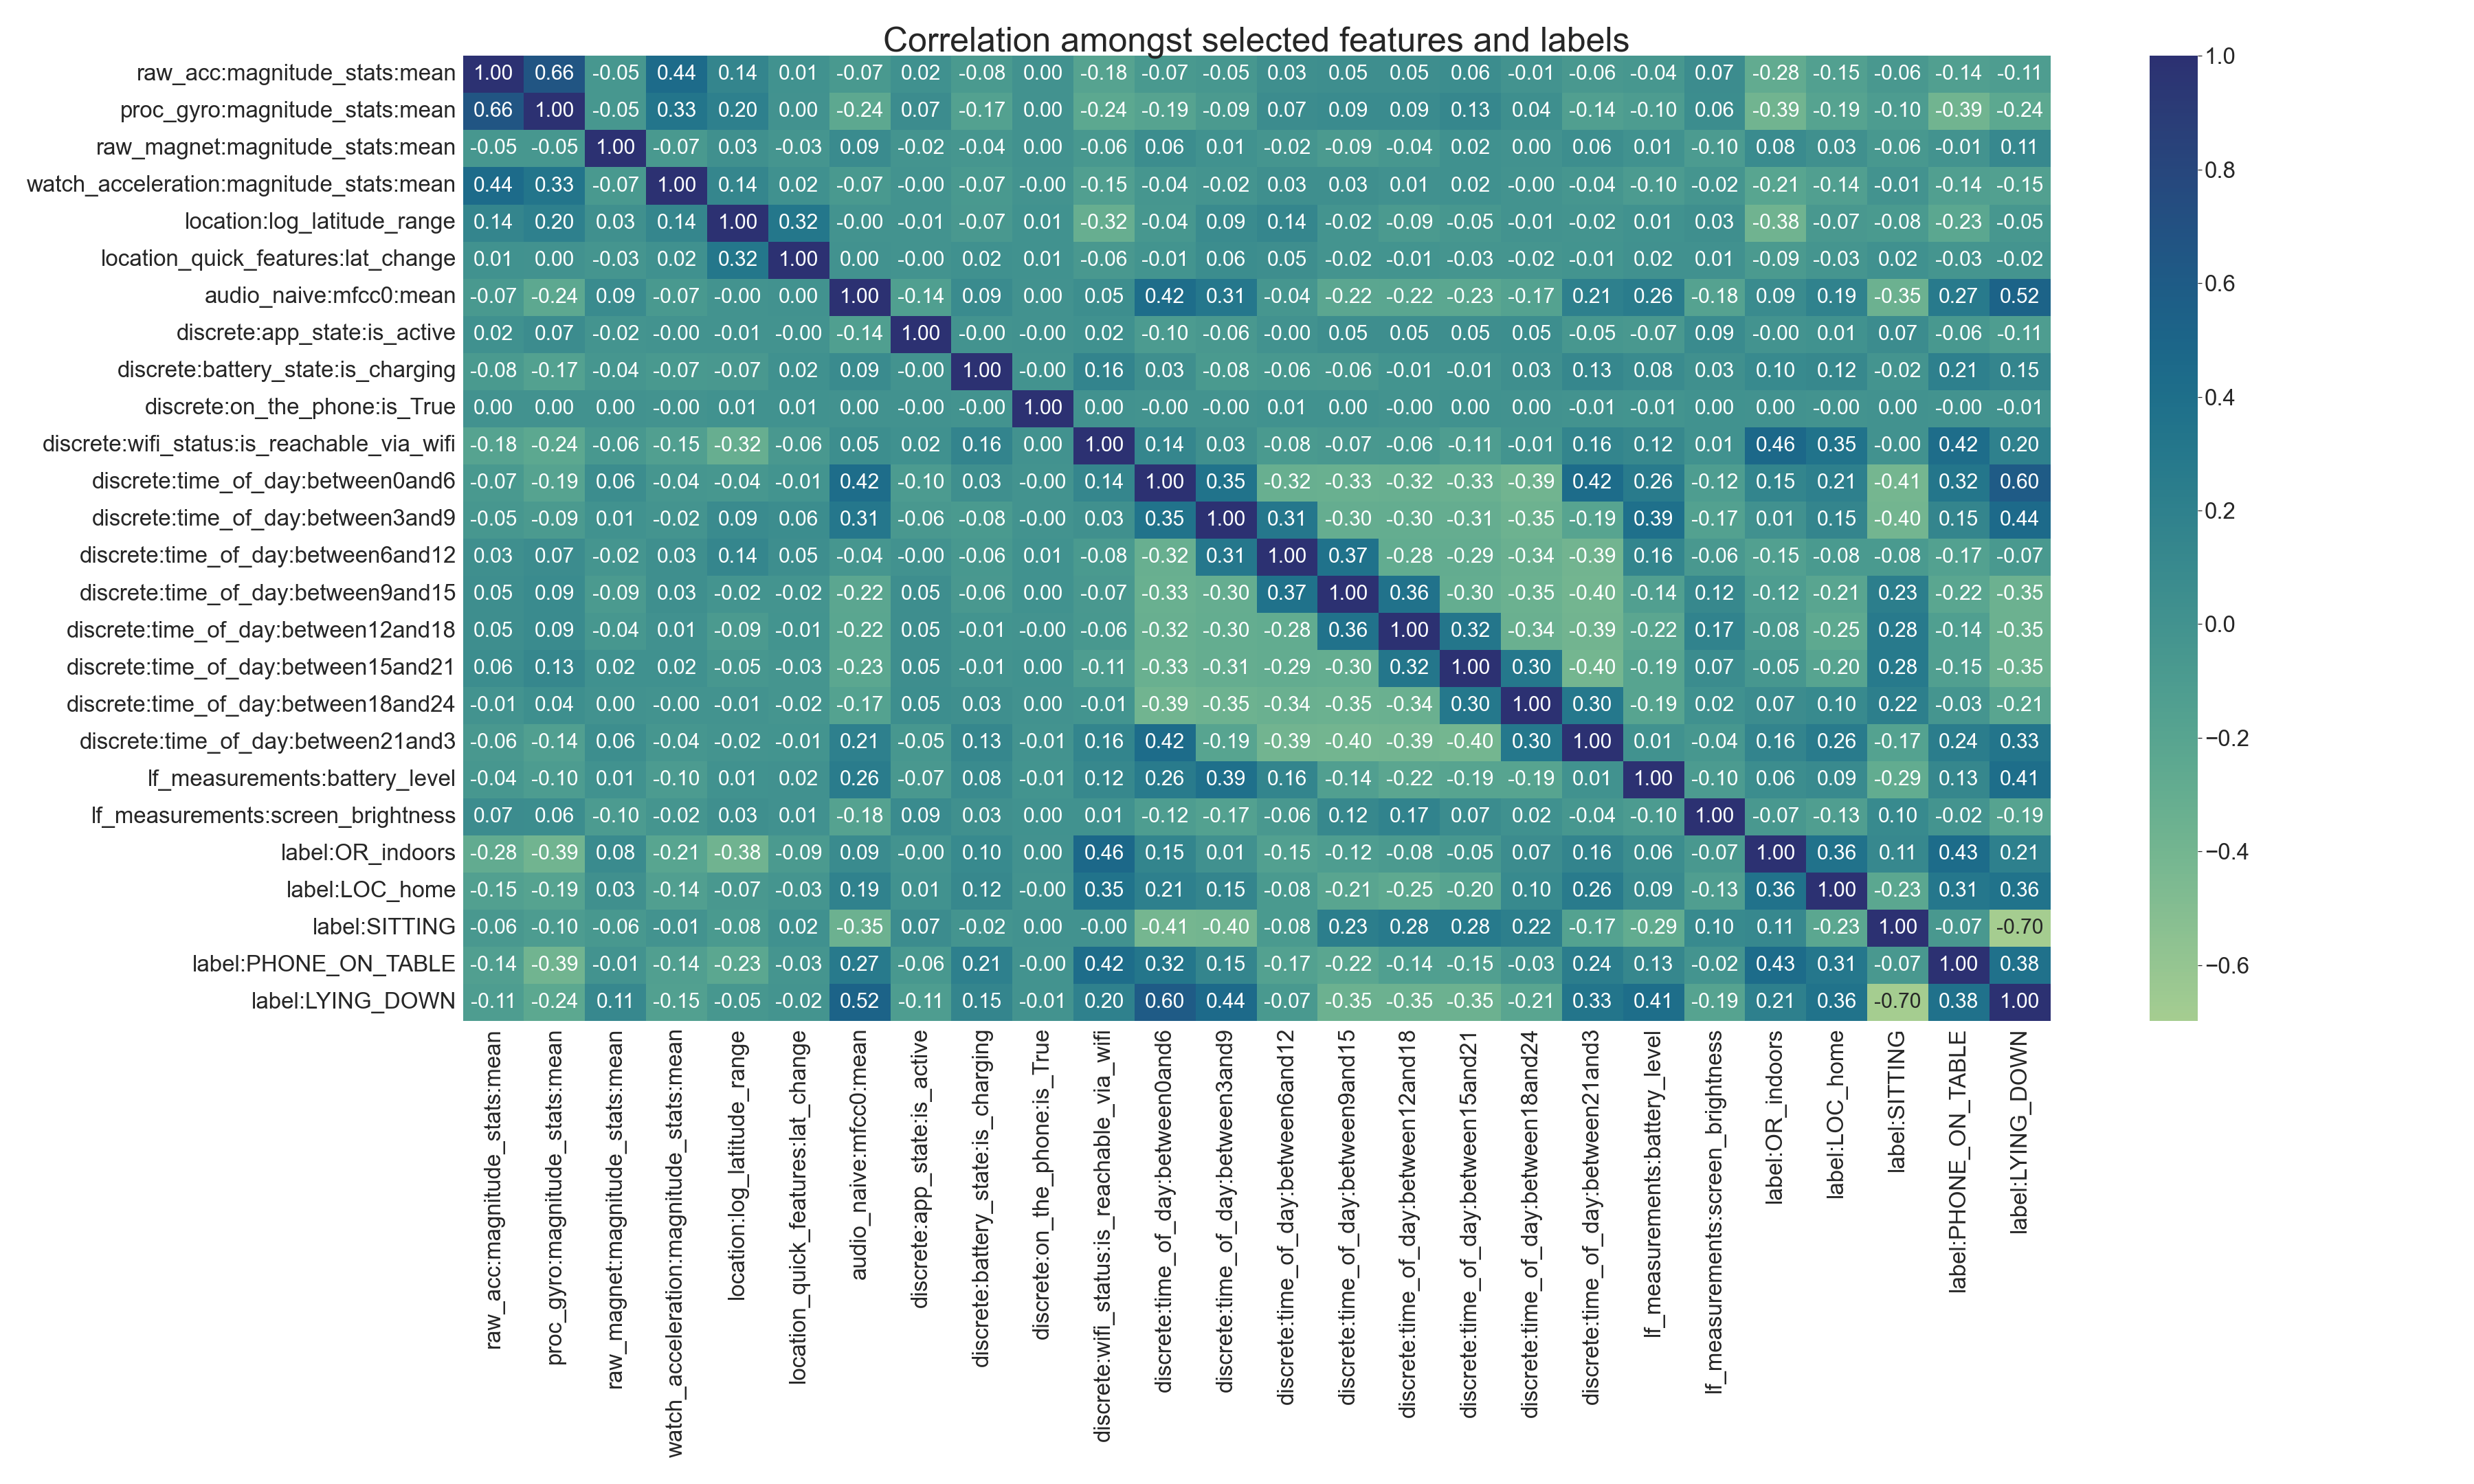 Correlation amongst selected features and labels
raw_acc:magnitude_stats:mean 1.00 0.66 -0.05 0.44 0.14 0.01 -0.07 0.02 -0.08 0.00 -0.18 -0.07 -0.05 0.03 0.05 0.05 0.06 -0.01 -0.06 -0.04 0.07 -0.28 -0.15 -0.06 -0.14 -0.11
proc_gyro:magnitude_stats:mean 0.66 1.00 -0.05 0.33 0.20 0.00 -0.24 0.07 -0.17 0.00 -0.24 -0.19 -0.09 0.07 0.09 0.09 0.13 0.04 -0.14 -0.10 0.06 -0.39 -0.19 -0.10 -0.39 -0.24
raw_magnet:magnitude_stats:mean -0.05 -0.05 1.00 -0.07 0.03 -0.03 0.09 -0.02 -0.04 0.00 -0.06 0.06 0.01 -0.02 -0.09 -0.04 0.02 0.00 0.06 0.01 -0.10 0.08 0.03 -0.06 -0.01 0.11
watch_acceleration:magnitude_stats:mean 0.44 0.33 -0.07 1.00 0.14 0.02 -0.07 -0.00 -0.07 -0.00 -0.15 -0.04 -0.02 0.03 0.03 0.01 0.02 -0.00 -0.04 -0.10 -0.02 -0.21 -0.14 -0.01 -0.14 -0.15
location:log_latitude_range 0.14 0.20 0.03 0.14 1.00 0.32 -0.00 -0.01 -0.07 0.01 -0.32 -0.04 0.09 0.14 -0.02 -0.09 -0.05 -0.01 -0.02 0.01 0.03 -0.38 -0.07 -0.08 -0.23 -0.05
location_quick_features:lat_change 0.01 0.00 -0.03 0.02 0.32 1.00 0.00 -0.00 0.02 0.01 -0.06 -0.01 0.06 0.05 -0.02 -0.01 -0.03 -0.02 -0.01 0.02 0.01 -0.09 -0.03 0.02 -0.03 -0.02
audio_naive:mfcc0:mean -0.07 -0.24 0.09 -0.07 -0.00 0.00 1.00 -0.14 0.09 0.00 0.05 0.42 0.31 -0.04 -0.22 -0.22 -0.23 -0.17 0.21 0.26 -0.18 0.09 0.19 -0.35 0.27 0.52
discrete:app_state:is_active 0.02 0.07 -0.02 -0.00 -0.01 -0.00 -0.14 1.00 -0.00 -0.00 0.02 -0.10 -0.06 -0.00 0.05 0.05 0.05 0.05 -0.05 -0.07 0.09 -0.00 0.01 0.07 -0.06 -0.11
discrete:battery_state:is_charging -0.08 -0.17 -0.04 -0.07 -0.07 0.02 0.09 -0.00 1.00 -0.00 0.16 0.03 -0.08 -0.06 -0.06 -0.01 -0.01 0.03 0.13 0.08 0.03 0.10 0.12 -0.02 0.21 0.15
discrete:on_the_phone:is_True 0.00 0.00 0.00 -0.00 0.01 0.01 0.00 -0.00 -0.00 1.00 0.00 -0.00 -0.00 0.01 0.00 -0.00 0.00 0.00 -0.01 -0.01 0.00 0.00 -0.00 0.00 -0.00 -0.01
discrete:wifi_status:is_reachable_via_wifi -0.18 -0.24 -0.06 -0.15 -0.32 -0.06 0.05 0.02 0.16 0.00 1.00 0.14 0.03 -0.08 -0.07 -0.06 -0.11 -0.01 0.16 0.12 0.01 0.46 0.35 -0.00 0.42 0.20
discrete:time_of_day:between0and6 -0.07 -0.19 0.06 -0.04 -0.04 -0.01 0.42 -0.10 0.03 -0.00 0.14 1.00 0.35 -0.32 -0.33 -0.32 -0.33 -0.39 0.42 0.26 -0.12 0.15 0.21 -0.41 0.32 0.60
discrete:time_of_day:between3and9 -0.05 -0.09 0.01 -0.02 0.09 0.06 0.31 -0.06 -0.08 -0.00 0.03 0.35 1.00 0.31 -0.30 -0.30 -0.31 -0.35 -0.19 0.39 -0.17 0.01 0.15 -0.40 0.15 0.44
discrete:time_of_day:between6and12 0.03 0.07 -0.02 0.03 0.14 0.05 -0.04 -0.00 -0.06 0.01 -0.08 -0.32 0.31 1.00 0.37 -0.28 -0.29 -0.34 -0.39 0.16 -0.06 -0.15 -0.08 -0.08 -0.17 -0.07
discrete:time_of_day:between9and15 0.05 0.09 -0.09 0.03 -0.02 -0.02 -0.22 0.05 -0.06 0.00 -0.07 -0.33 -0.30 0.37 1.00 0.36 -0.30 -0.35 -0.40 -0.14 0.12 -0.12 -0.21 0.23 -0.22 -0.35
discrete:time_of_day:between12and18 0.05 0.09 -0.04 0.01 -0.09 -0.01 -0.22 0.05 -0.01 -0.00 -0.06 -0.32 -0.30 -0.28 0.36 1.00 0.32 -0.34 -0.39 -0.22 0.17 -0.08 -0.25 0.28 -0.14 -0.35
discrete:time_of_day:between15and21 0.06 0.13 0.02 0.02 -0.05 -0.03 -0.23 0.05 -0.01 0.00 -0.11 -0.33 -0.31 -0.29 -0.30 0.32 1.00 0.30 -0.40 -0.19 0.07 -0.05 -0.20 0.28 -0.15 -0.35
discrete:time_of_day:between18and24 -0.01 0.04 0.00 -0.00 -0.01 -0.02 -0.17 0.05 0.03 0.00 -0.01 -0.39 -0.35 -0.34 -0.35 -0.34 0.30 1.00 0.30 -0.19 0.02 0.07 0.10 0.22 -0.03 -0.21
discrete:time_of_day:between21and3 -0.06 -0.14 0.06 -0.04 -0.02 -0.01 0.21 -0.05 0.13 -0.01 0.16 0.42 -0.19 -0.39 -0.40 -0.39 -0.40 0.30 1.00 0.01 -0.04 0.16 0.26 -0.17 0.24 0.33
lf_measurements:battery_level -0.04 -0.10 0.01 -0.10 0.01 0.02 0.26 -0.07 0.08 -0.01 0.12 0.26 0.39 0.16 -0.14 -0.22 -0.19 -0.19 0.01 1.00 -0.10 0.06 0.09 -0.29 0.13 0.41
lf_measurements:screen_brightness 0.07 0.06 -0.10 -0.02 0.03 0.01 -0.18 0.09 0.03 0.00 0.01 -0.12 -0.17 -0.06 0.12 0.17 0.07 0.02 -0.04 -0.10 1.00 -0.07 -0.13 0.10 -0.02 -0.19
label:OR_indoors -0.28 -0.39 0.08 -0.21 -0.38 -0.09 0.09 -0.00 0.10 0.00 0.46 0.15 0.01 -0.15 -0.12 -0.08 -0.05 0.07 0.16 0.06 -0.07 1.00 0.36 0.11 0.43 0.21
label:LOC_home -0.15 -0.19 0.03 -0.14 -0.07 -0.03 0.19 0.01 0.12 -0.00 0.35 0.21 0.15 -0.08 -0.21 -0.25 -0.20 0.10 0.26 0.09 -0.13 0.36 1.00 -0.23 0.31 0.36
label:SITTING -0.06 -0.10 -0.06 -0.01 -0.08 0.02 -0.35 0.07 -0.02 0.00 -0.00 -0.41 -0.40 -0.08 0.23 0.28 0.28 0.22 -0.17 -0.29 0.10 0.11 -0.23 1.00 -0.07 -0.70
label:PHONE_ON_TABLE -0.14 -0.39 -0.01 -0.14 -0.23 -0.03 0.27 -0.06 0.21 -0.00 0.42 0.32 0.15 -0.17 -0.22 -0.14 -0.15 -0.03 0.24 0.13 -0.02 0.43 0.31 -0.07 1.00 0.38
label:LYING_DOWN -0.11 -0.24 0.11 -0.15 -0.05 -0.02 0.52 -0.11 0.15 -0.01 0.20 0.60 0.44 -0.07 -0.35 -0.35 -0.35 -0.21 0.33 0.41 -0.19 0.21 0.36 -0.70 0.38 1.00
raw_acc:magnitude_stats:mean
proc_gyro:magnitude_stats:mean
raw_magnet:magnitude_stats:mean
watch_acceleration:magnitude_stats:mean
location:log_latitude_range
location_quick_features:lat_change
audio_naive:mfcc0:mean
discrete:app_state:is_active
discrete:battery_state:is_charging
discrete:on_the_phone:is_True
discrete:wifi_status:is_reachable_via_wifi
discrete:time_of_day:between0and6
discrete:time_of_day:between3and9
discrete:time_of_day:between6and12
discrete:time_of_day:between9and15
discrete:time_of_day:between12and18
discrete:time_of_day:between15and21
discrete:time_of_day:between18and24
discrete:time_of_day:between21and3
lf_measurements:battery_level
lf_measurements:screen_brightness
label:OR_indoors
label:LOC_home
label:SITTING
label:PHONE_ON_TABLE
label:LYING_DOWN
1.0
0.8
0.6
0.4
0.2
0.0
−0.2
−0.4
−0.6